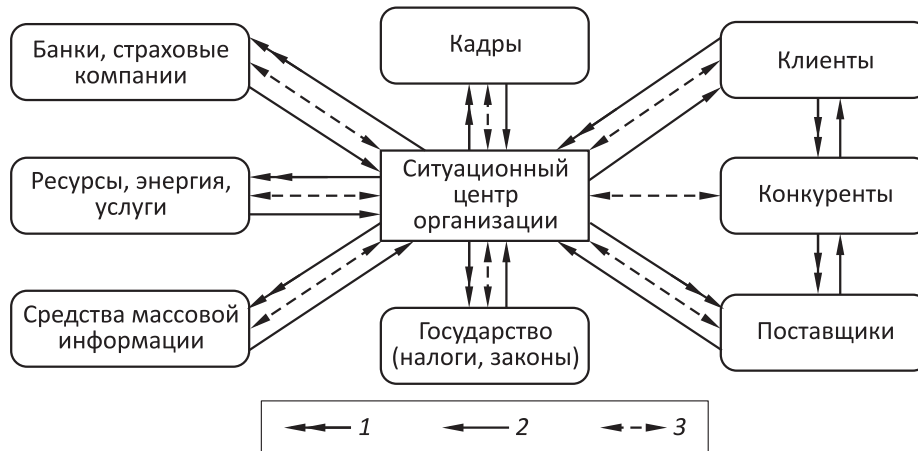 Банки, страховые
компании
Кадры
Клиенты
Ресурсы, энергия,
услуги
Ситуационный
центр
организации
Конкуренты
Средства массовой
информации
Государство
(налоги, законы)
Поставщики
1
2
3